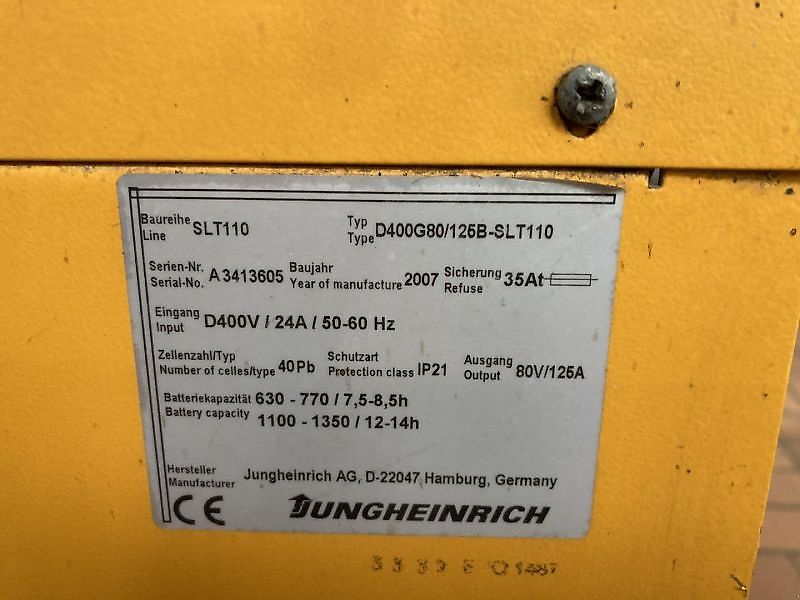 Baureihe SLT110 Typ D400G80/125B-SLT110
Line Type
Serien-Nr. A 3413605 Baujahr 2007 Sicherung 35At
Serial-No. Year of manufacture Refuse
Eingang D400V / 24A / 50-60 Hz
Input
Zellenzahl/Typ 40Pb Schutzart IP21 Ausgang 80V/125A
Number of celles/type Protection class Output
Batteriekapazität 630 - 770 / 7,5-8,5h
Battery capacity 1100 - 1350 / 12-14h
Hersteller Jungheinrich AG, D-22047 Hamburg, Germany
Manufacturer
CE JUNGHEINRICH